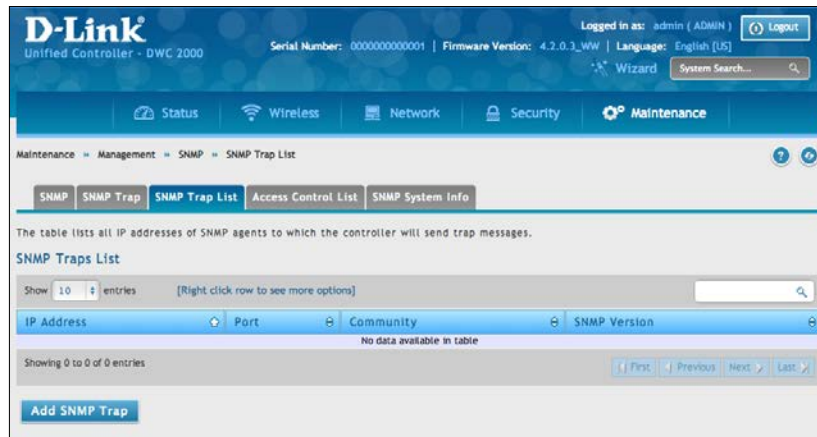 D-Link
Unified Controller - DWC 2000
Logged in as: admin ( ADMIN ) Logout
Serial Number: 0000000000001 | Firmware Version: 4.2.0.3_WW | Language: English [US]
Wizard System Search...
Status Wireless Network Security Maintenance
Maintenance » Management » SNMP » SNMP Trap List
SNMP SNMP Trap SNMP Trap List Access Control List SNMP System Info
The table lists all IP addresses of SNMP agents to which the controller will send trap messages.
SNMP Traps List
Show 10 entries [Right click row to see more options]
IP Address Port Community SNMP Version
No data available in table
Showing 0 to 0 of 0 entries First Previous Next Last
Add SNMP Trap